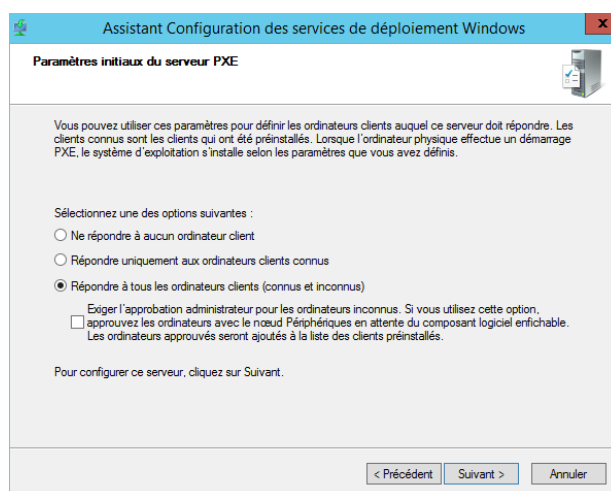 Assistant Configuration des services de déploiement Windows
x
Paramètres initiaux du serveur PXE
Vous pouvez utiliser ces paramètres pour définir les ordinateurs clients auquel ce serveur doit répondre. Les
clients connus sont les clients qui ont été préinstallés. Lorsque l'ordinateur physique effectue un démarrage
PXE, le système d'exploitation s'installe selon les paramètres que vous avez définis.
Sélectionnez une des options suivantes :
Ne répondre à aucun ordinateur client
Répondre uniquement aux ordinateurs clients connus
Répondre à tous les ordinateurs clients (connus et inconnus)
Exiger l'approbation administrateur pour les ordinateurs inconnus. Si vous utilisez cette option,
approuvez les ordinateurs avec le nœud Périphériques en attente du composant logiciel enfichable.
Les ordinateurs approuvés seront ajoutés à la liste des clients préinstallés.
Pour configurer ce serveur, cliquez sur Suivant.
< Précédent Suivant > Annuler